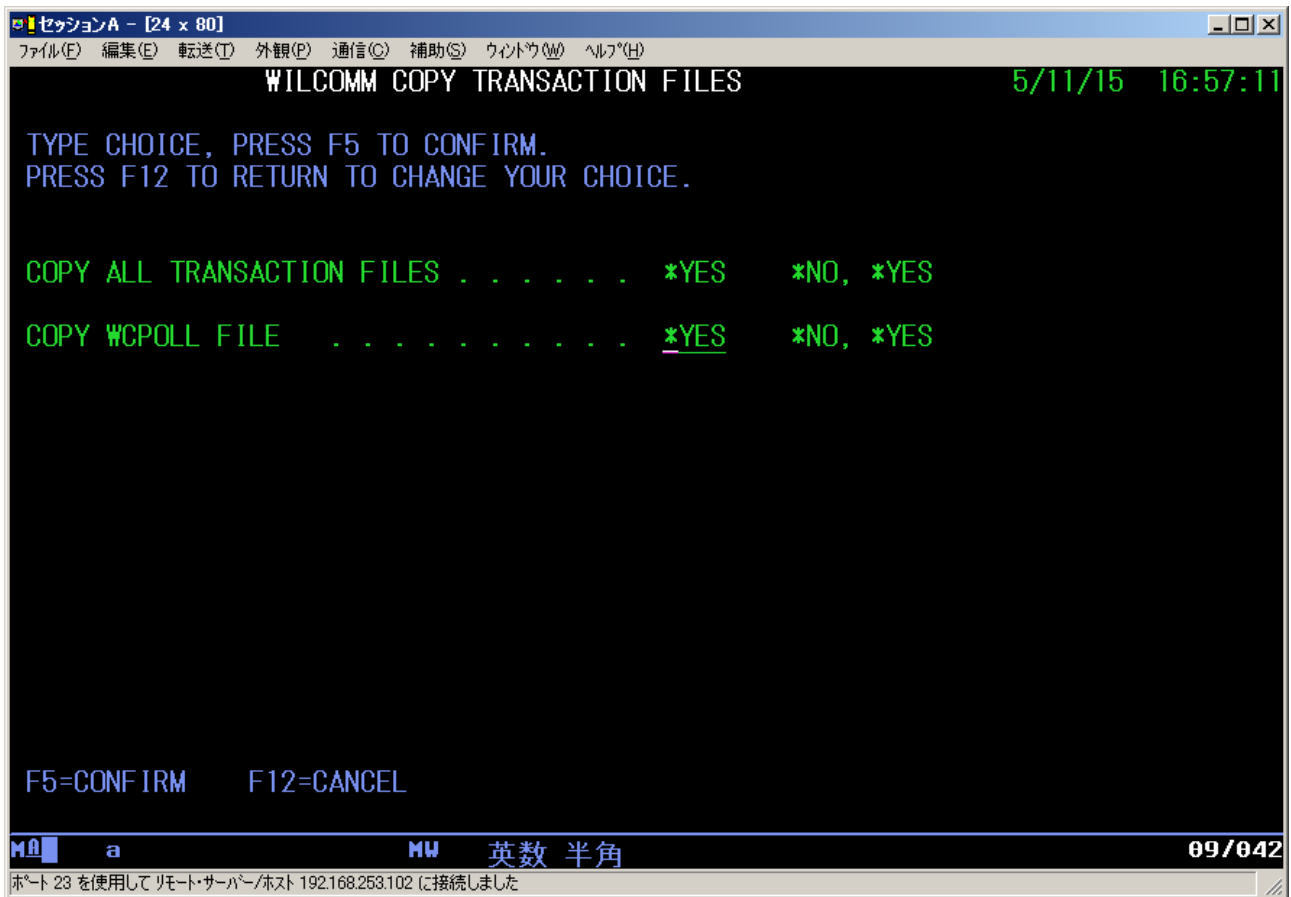 セッションA - [24 x 80]
ファイル(F) 編集(E) 転送(T) 外観(P) 通信(C) 補助(S) ウィンドウ(W) ヘルプ(H)
WILCOMM COPY TRANSACTION FILES 5/11/15 16:57:11
TYPE CHOICE, PRESS F5 TO CONFIRM.
PRESS F12 TO RETURN TO CHANGE YOUR CHOICE.
COPY ALL TRANSACTION FILES . . . . . . *YES *NO, *YES
COPY WCPOLL FILE . . . . . . . . . . *YES *NO, *YES
F5=CONFIRM F12=CANCEL
MA a MW 英数 半角 09/042
ポート 23 を使用して リモート・サーバー/ホスト 192.168.253.102 に接続しました